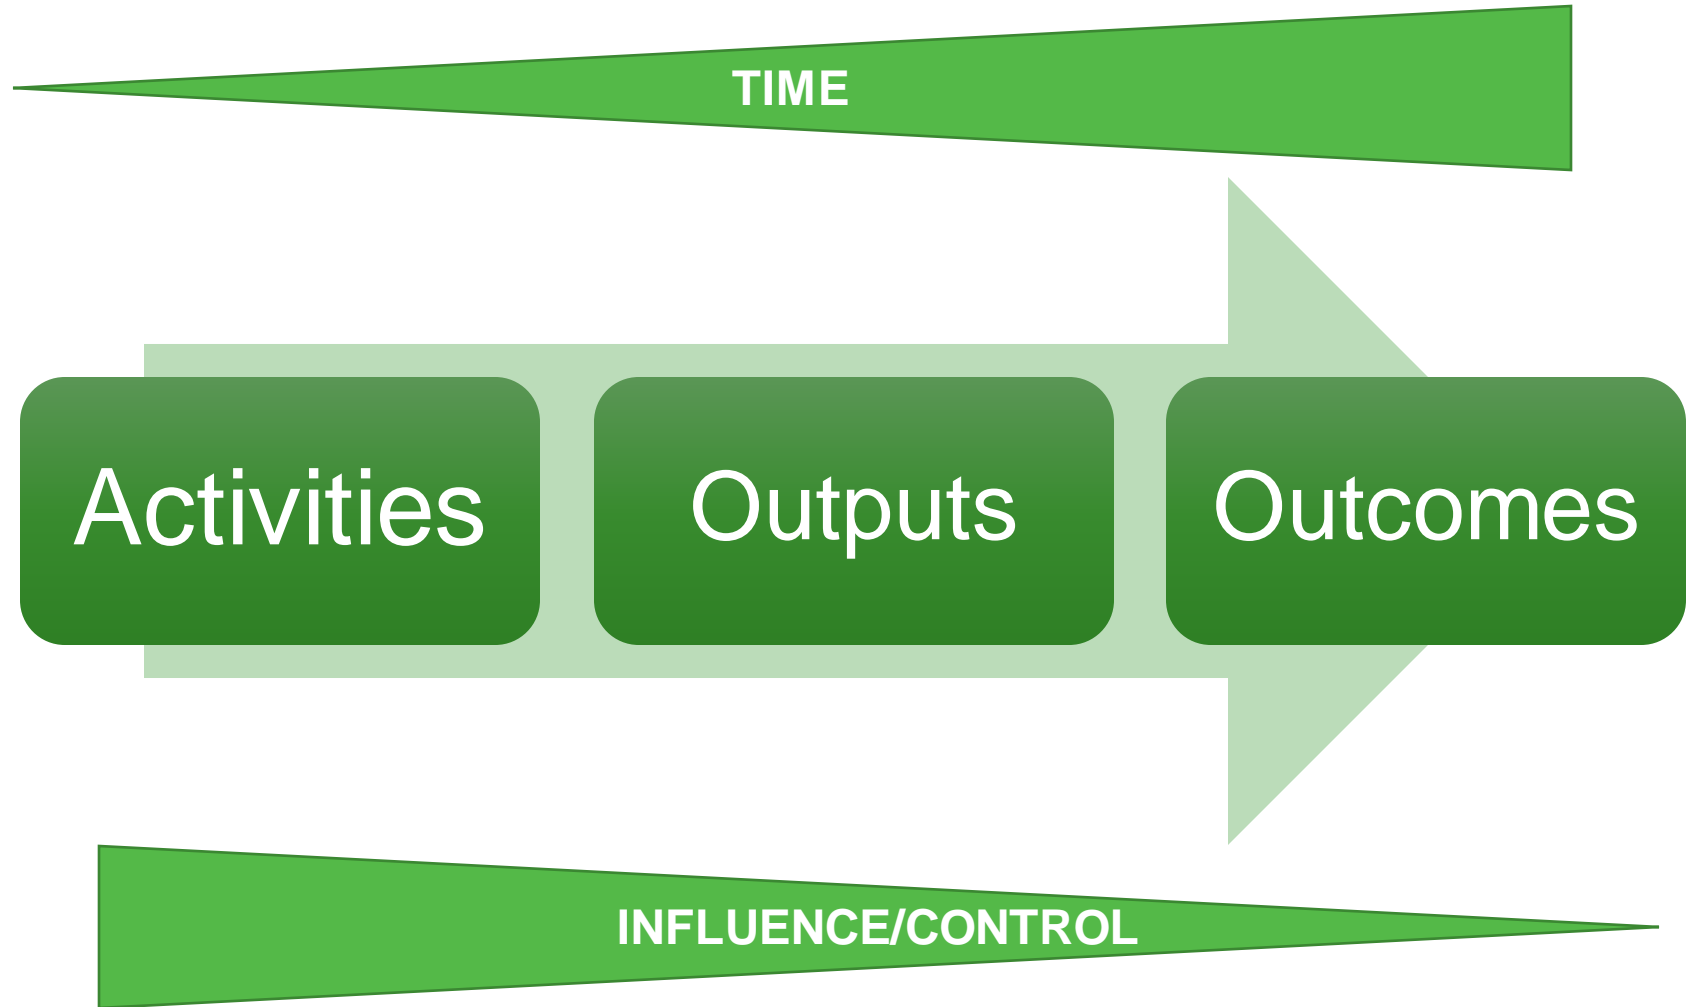 TIME
Activities
Outputs
Outcomes
INFLUENCE/CONTROL